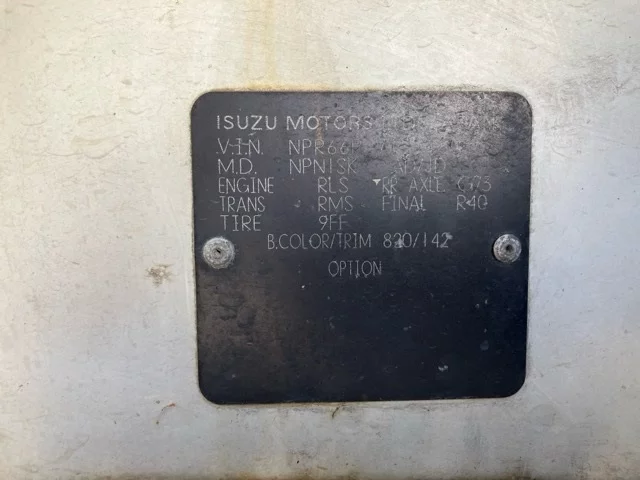 ISUZU MOTORS
V.I.N. NPR66
M.D. NPN1SK
ENGINE RLS RR AXLE G75
TRANS RMS FINAL R40
TIRE 9FF
B.COLOR/TRIM 820/142
OPTION